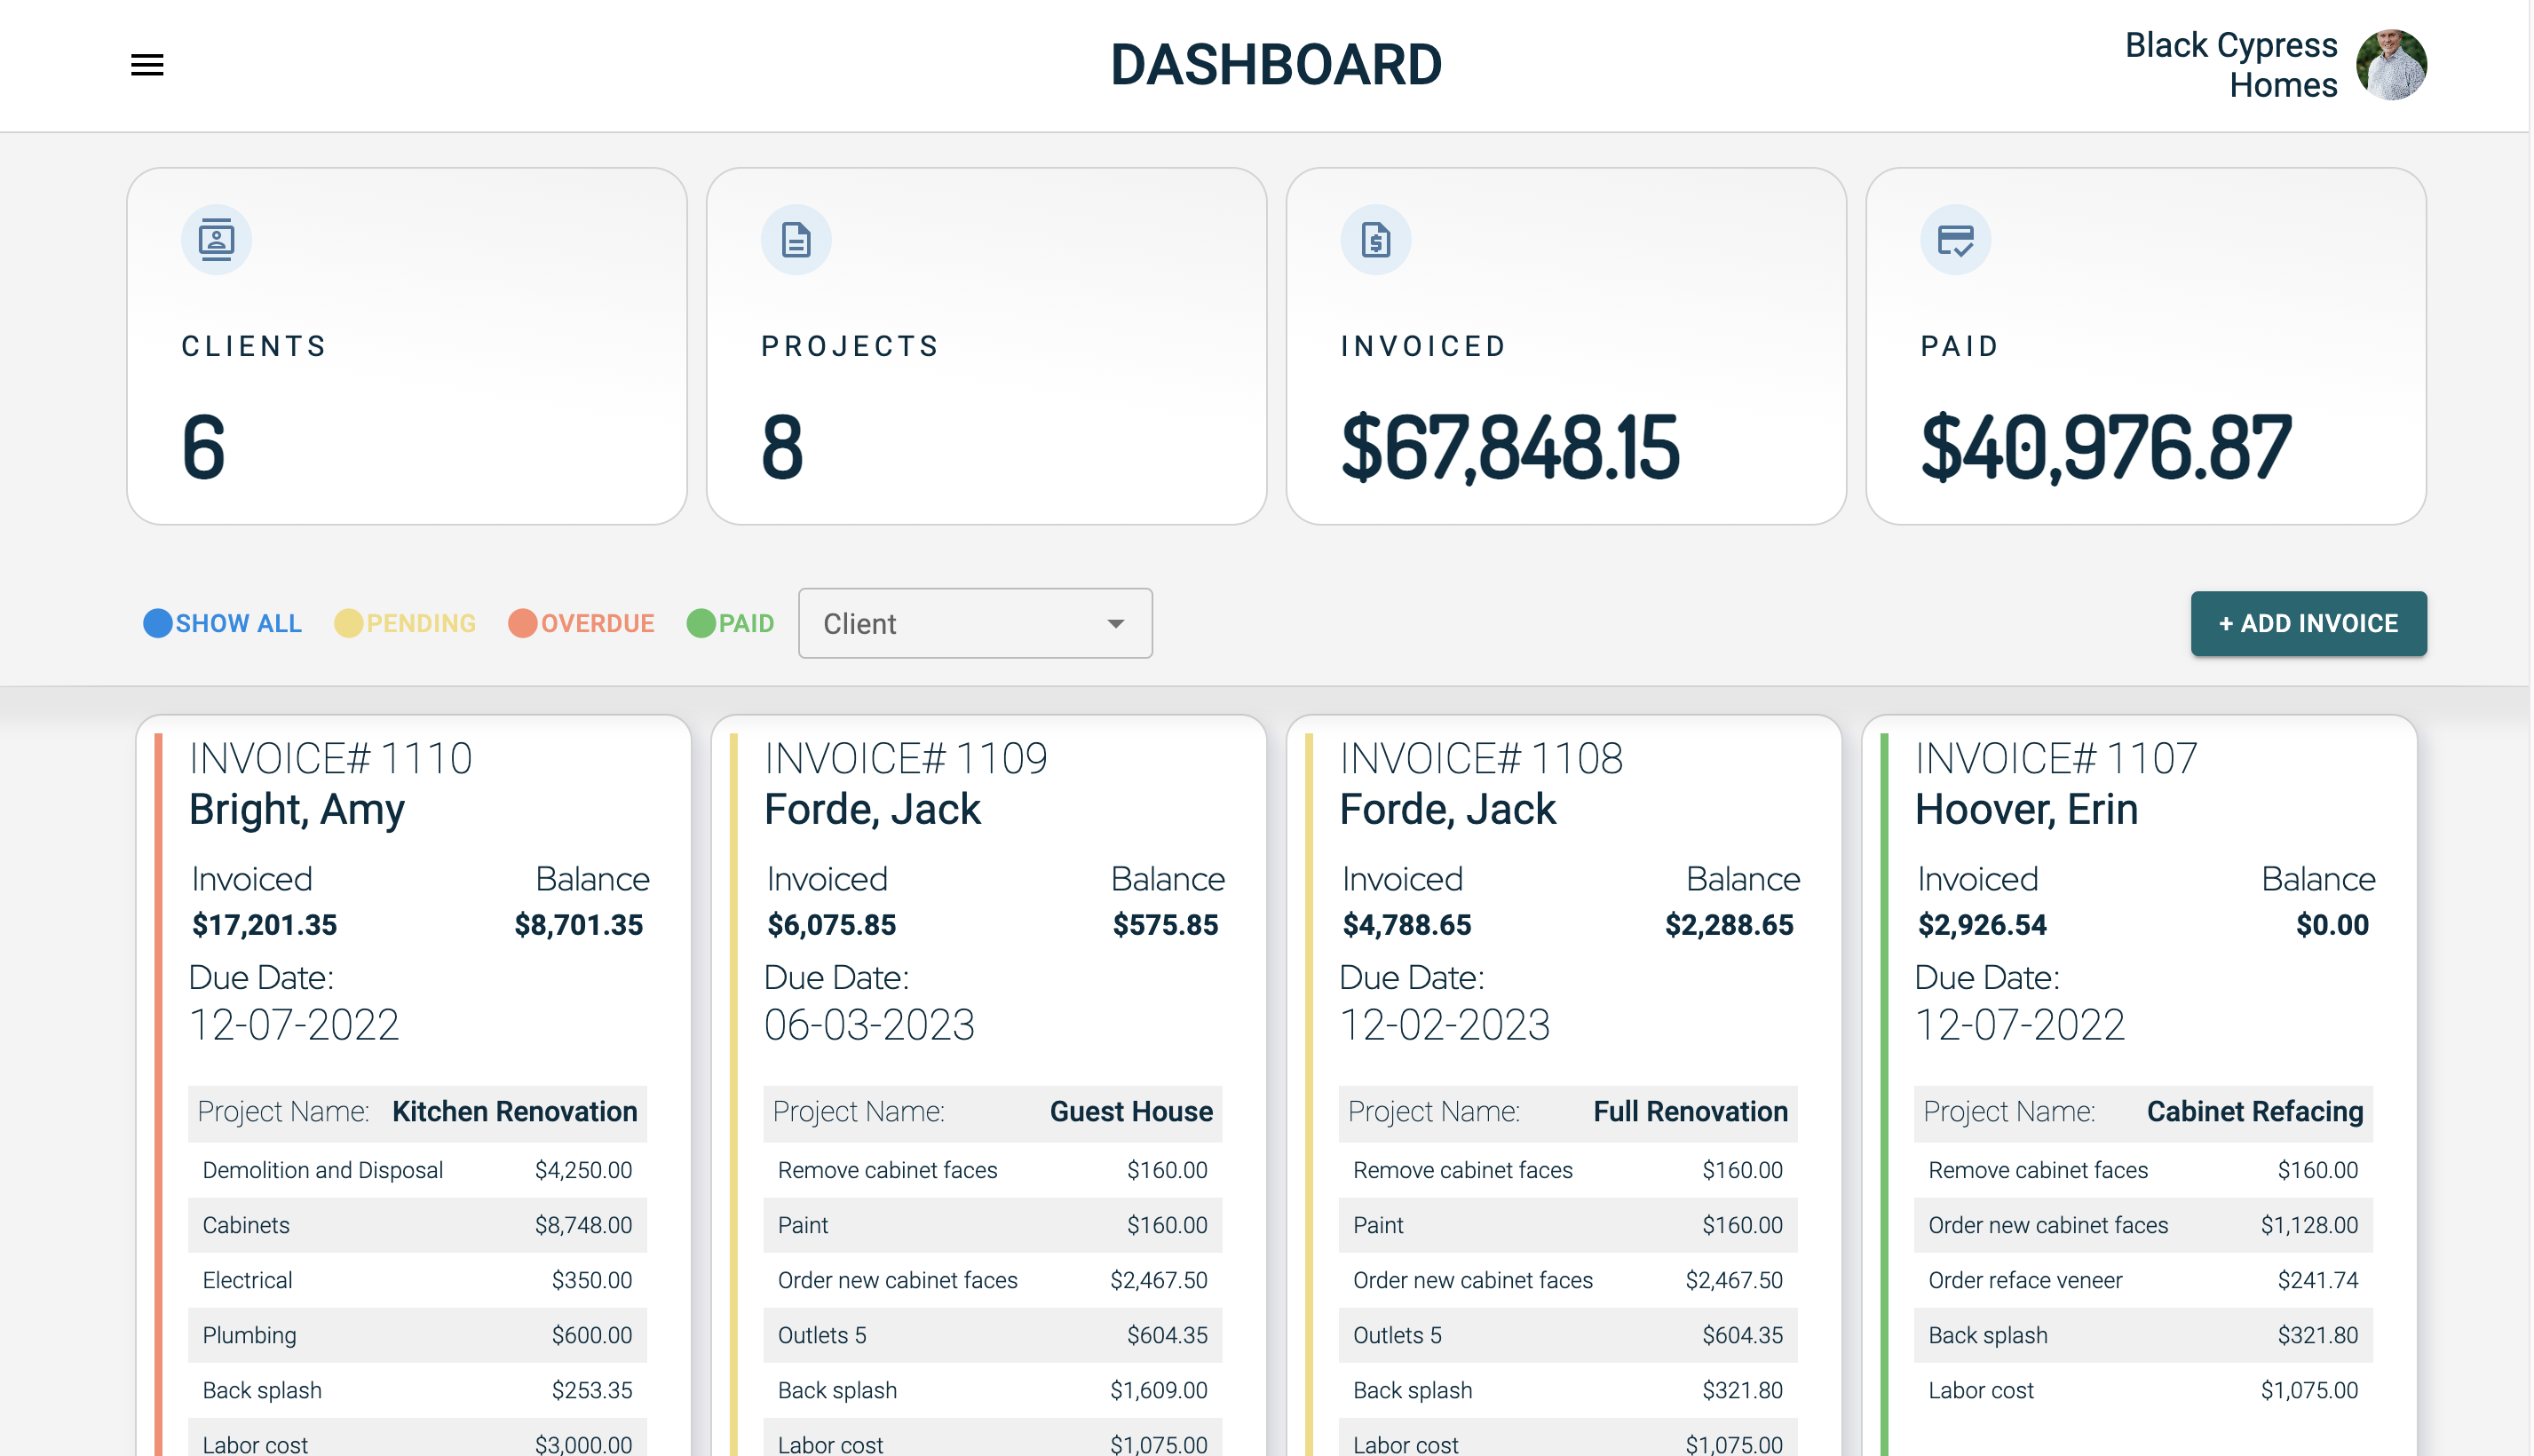 DASHBOARD
Black Cypress
Homes
CLIENTS
6
PROJECTS
8
INVOICED
$67,848.15
PAID
$40,976.87
SHOW ALL
PENDING
OVERDUE
PAID
Client
+ ADD INVOICE
INVOICE# 1110
Bright, Amy
Invoiced Balance
$17,201.35 $8,701.35
Due Date:
12-07-2022
Project Name: Kitchen Renovation
Demolition and Disposal $4,250.00
Cabinets $8,748.00
Electrical $350.00
Plumbing $600.00
Back splash $253.35
Labor cost $3,000.00
INVOICE# 1109
Forde, Jack
Invoiced Balance
$6,075.85 $575.85
Due Date:
06-03-2023
Project Name: Guest House
Remove cabinet faces $160.00
Paint $160.00
Order new cabinet faces $2,467.50
Outlets 5 $604.35
Back splash $1,609.00
Labor cost $1,075.00
INVOICE# 1108
Forde, Jack
Invoiced Balance
$4,788.65 $2,288.65
Due Date:
12-02-2023
Project Name: Full Renovation
Remove cabinet faces $160.00
Paint $160.00
Order new cabinet faces $2,467.50
Outlets 5 $604.35
Back splash $321.80
Labor cost $1,075.00
INVOICE# 1107
Hoover, Erin
Invoiced Balance
$2,926.54 $0.00
Due Date:
12-07-2022
Project Name: Cabinet Refacing
Remove cabinet faces $160.00
Order new cabinet faces $1,128.00
Order reface veneer $241.74
Back splash $321.80
Labor cost $1,075.00